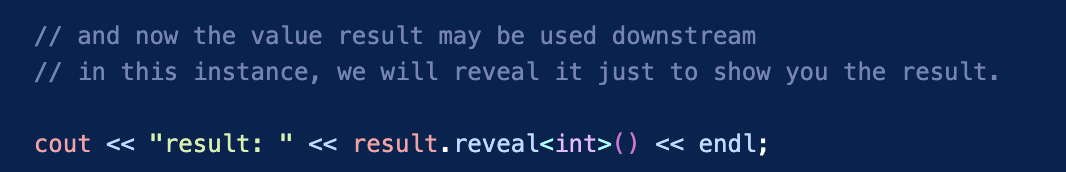 // and now the value result may be used downstream
// in this instance, we will reveal it just to show you the result.
cout << "result: " << result.reveal<int>() << endl;